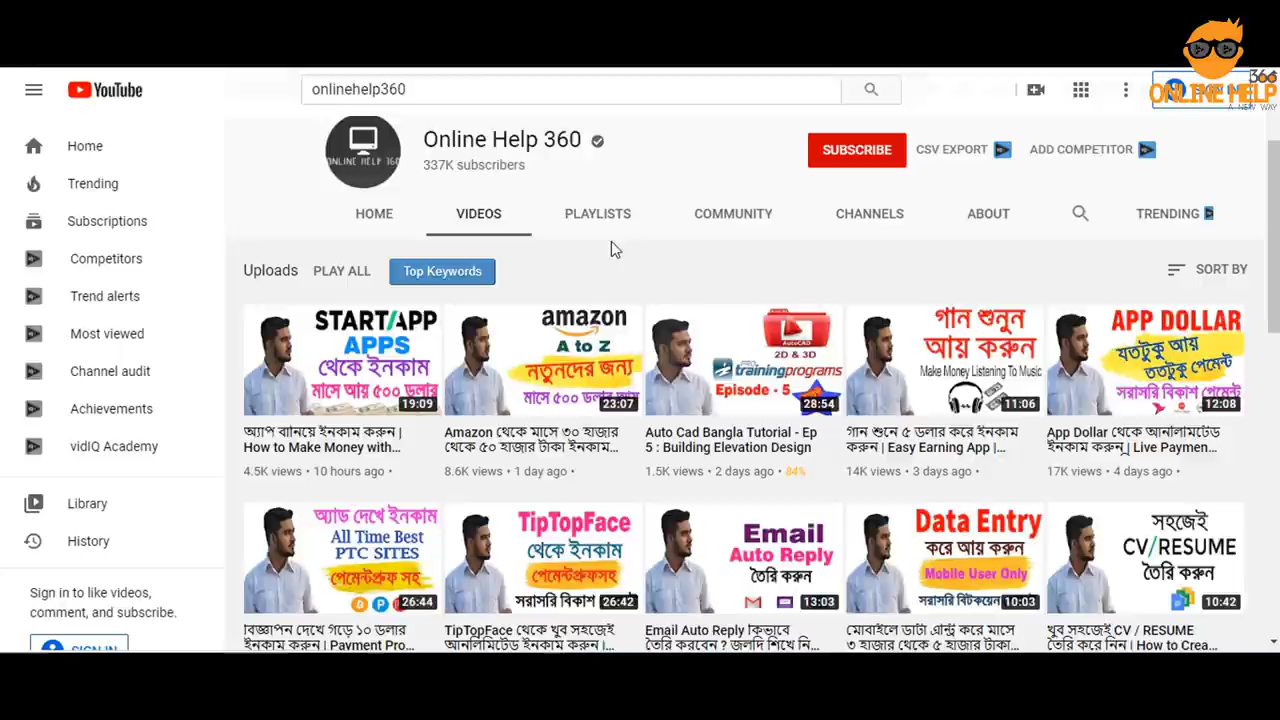 366
ONLINE HELP
A NEW WAY
YouTube
onlinehelp360
ONLINE HELP 360
Online Help 360
337K subscribers
SUBSCRIBE
CSV EXPORT
ADD COMPETITOR
HOME
VIDEOS
PLAYLISTS
COMMUNITY
CHANNELS
ABOUT
TRENDING
Home
Trending
Subscriptions
Competitors
Trend alerts
Most viewed
Channel audit
Achievements
vidIQ Academy
Library
History
Sign in to like videos,
comment, and subscribe.
SIGN IN
Uploads
PLAY ALL
Top Keywords
SORT BY
START/APP
APPS
থেকে ইনকাম
মাসে আয় ৫০০ ডলার
19:09
অ্যাপ বানিয়ে ইনকাম করুন |
How to Make Money with...
4.5K views • 10 hours ago •
amazon
A to Z
নতুনদের জন্য
মাসে ৫০০ ডলার আয়
23:07
Amazon থেকে মাসে ৩০ হাজার
থেকে ৫০ হাজার টাকা ইনকাম...
8.6K views • 1 day ago •
AutoCAD
2D & 3D
trainingprograms
Episode - 5
28:54
Auto Cad Bangla Tutorial - Ep
5 : Building Elevation Design
1.5K views • 2 days ago • 84%
গান শুনুন
আয় করুন
Make Money Listening To Music
11:06
গান শুনে ৫ ডলার করে ইনকাম
করুন | Easy Earning App |...
14K views • 3 days ago •
APP DOLLAR
যতটুকু আয়
ততটুকু পেমেন্ট
সরাসরি বিকাশ পেমেন্ট
12:08
App Dollar থেকে আনলিমিটেড
ইনকাম করুন | Live Paymen...
17K views • 4 days ago •
অ্যাড দেখে ইনকাম
All Time Best
PTC SITES
পেমেন্টপ্রুফ সহ
26:44
বিজ্ঞাপন দেখে গড়ে ১০ ডলার
ইনকাম করুন | Payment Pro...
TipTopFace
থেকে ইনকাম
পেমেন্টপ্রুফসহ
সরাসরি বিকাশ
26:42
TipTopFace থেকে খুব সহজেই
আনলিমিটেড ইনকাম করুন |...
Email
Auto Reply
তৈরি করুন
13:03
Email Auto Reply কিভাবে
তৈরি করবেন ? জলদি শিখে নি...
Data Entry
করে আয় করুন
Mobile User Only
সরাসরি বিটকয়েন
10:03
মোবাইলে ডাটা এন্ট্রি করে মাসে
৩ হাজার থেকে ৫ হাজার টাকা...
সহজেই
CV/RESUME
তৈরি করুন
10:42
খুব সহজেই CV / RESUME
তৈরি করে নিন | How to Crea...